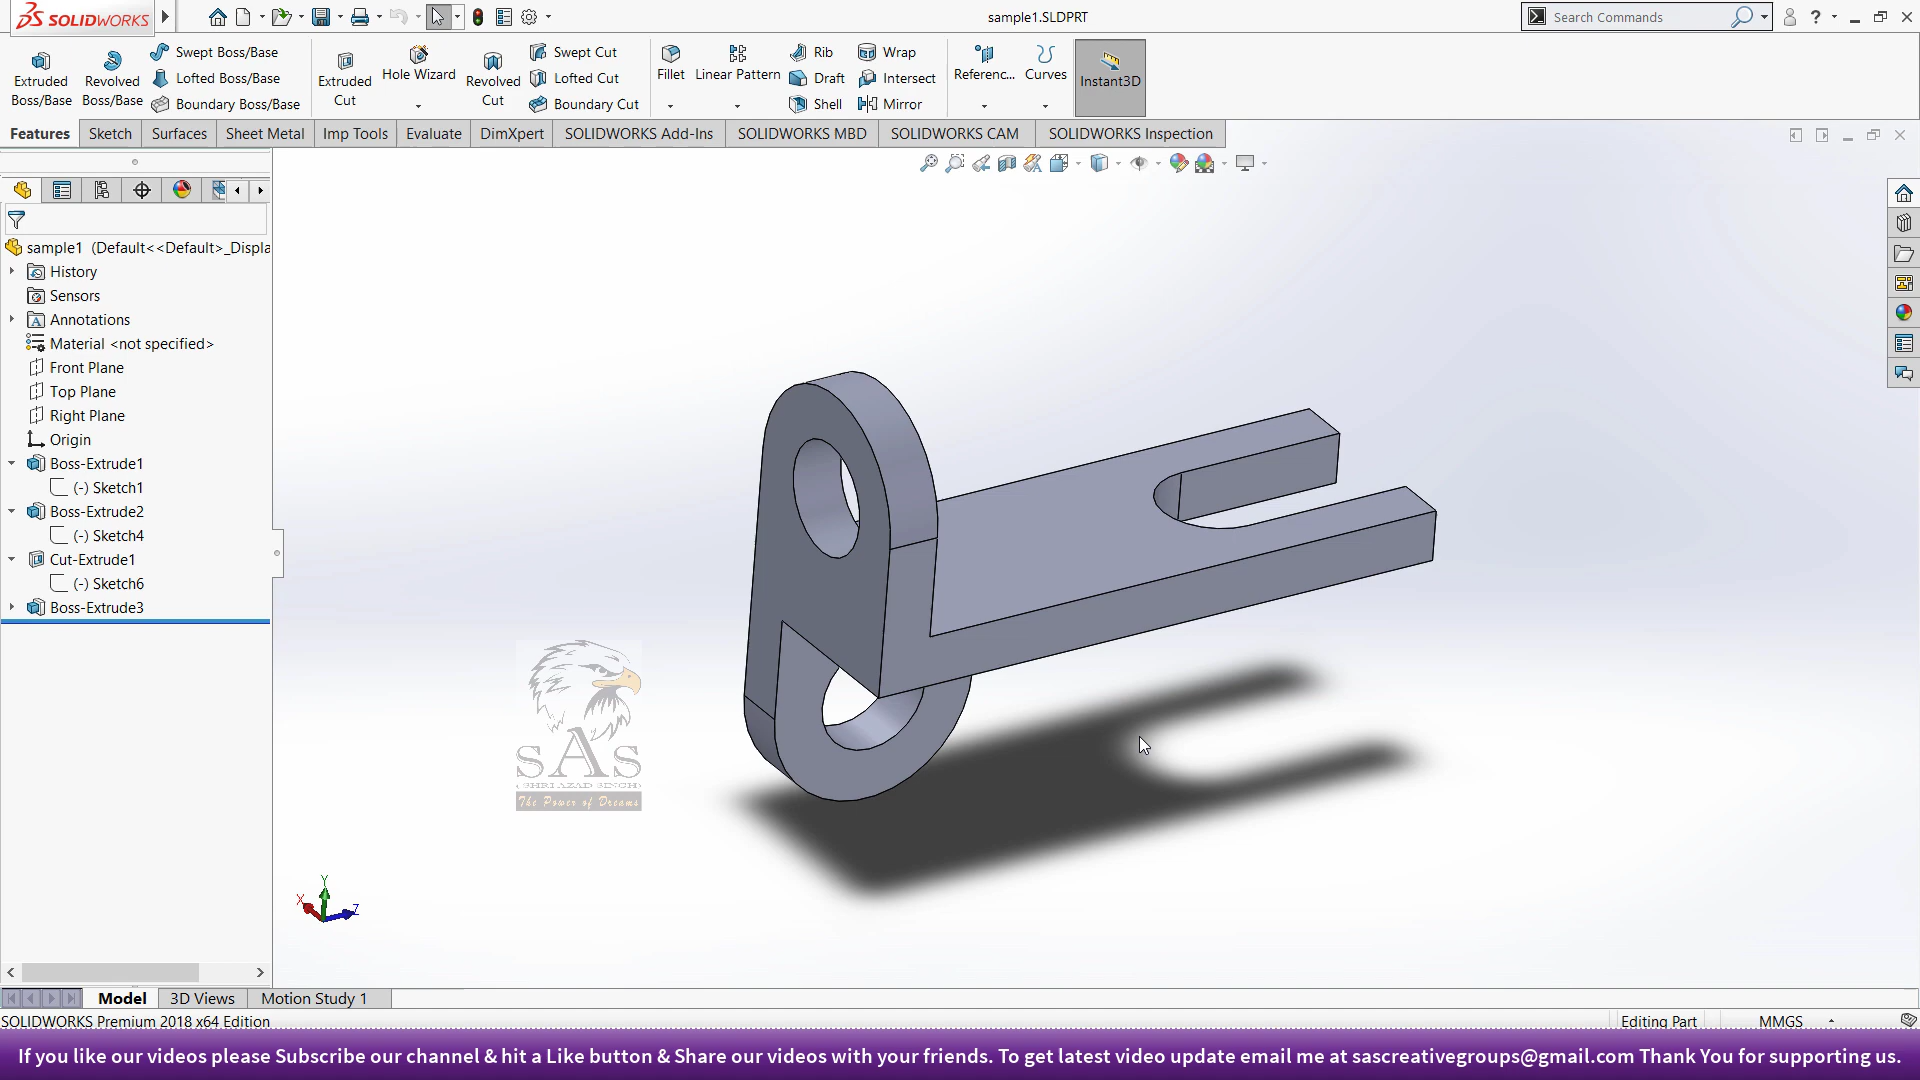 SOLIDWORKS
sample1.SLDPRT
Search Commands
Extruded Boss/Base
Revolved Boss/Base
Swept Boss/Base
Lofted Boss/Base
Boundary Boss/Base
Extruded Cut
Hole Wizard
Revolved Cut
Swept Cut
Lofted Cut
Boundary Cut
Fillet
Linear Pattern
Rib
Draft
Shell
Wrap
Intersect
Mirror
Referenc...
Curves
Instant3D
Features
Sketch
Surfaces
Sheet Metal
Imp Tools
Evaluate
DimXpert
SOLIDWORKS Add-Ins
SOLIDWORKS MBD
SOLIDWORKS CAM
SOLIDWORKS Inspection
sample1 (Default<<Default>_Displa
History
Sensors
Annotations
Material <not specified>
Front Plane
Top Plane
Right Plane
Origin
Boss-Extrude1
(-) Sketch1
Boss-Extrude2
(-) Sketch4
Cut-Extrude1
(-) Sketch6
Boss-Extrude3
sAs
(SHRI AZAD SINGH)
The Power of Dreams
Y
X
Z
Model
3D Views
Motion Study 1
SOLIDWORKS Premium 2018 x64 Edition
Editing Part
MMGS
If you like our videos please Subscribe our channel & hit a Like button & Share our videos with your friends. To get latest video update email me at sascreativegroups@gmail.com Thank You for supporting us.